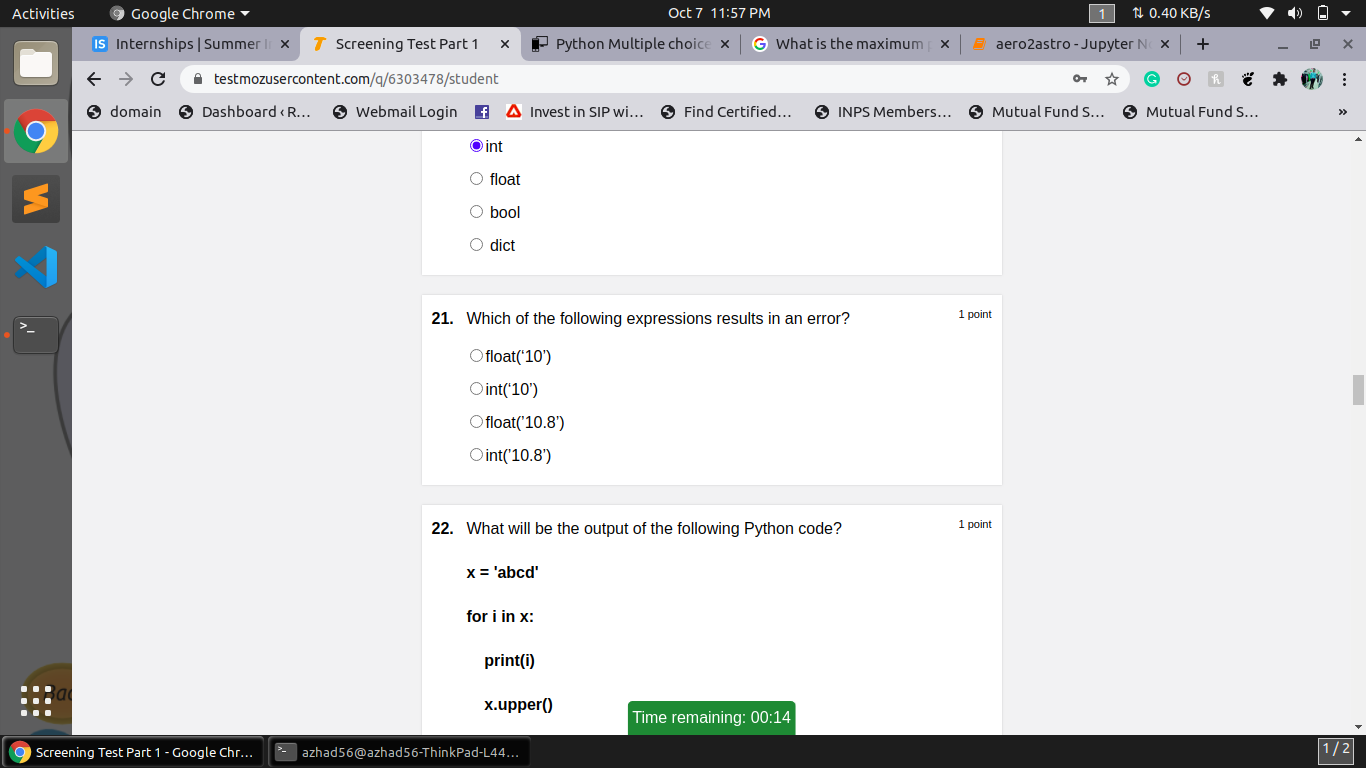 Activities
Google Chrome
Oct 7 11:57 PM
1
0.40 KB/s
Internships | Summer
Screening Test Part 1
Python Multiple choice
What is the maximum
aero2astro - Jupyter
testmozusercontent.com/q/6303478/student
domain
Dashboard ‹ R...
Webmail Login
Invest in SIP wi...
Find Certified...
INPS Members...
Mutual Fund S...
Mutual Fund S...
»
int
float
bool
dict
21. Which of the following expressions results in an error?
1 point
float(‘10’)
int(‘10’)
float(’10.8’)
int(’10.8’)
22. What will be the output of the following Python code?
1 point
x = 'abcd'
for i in x:
print(i)
x.upper()
Time remaining: 00:14
Screening Test Part 1 - Google Chr...
azhad56@azhad56-ThinkPad-L44...
1 / 2